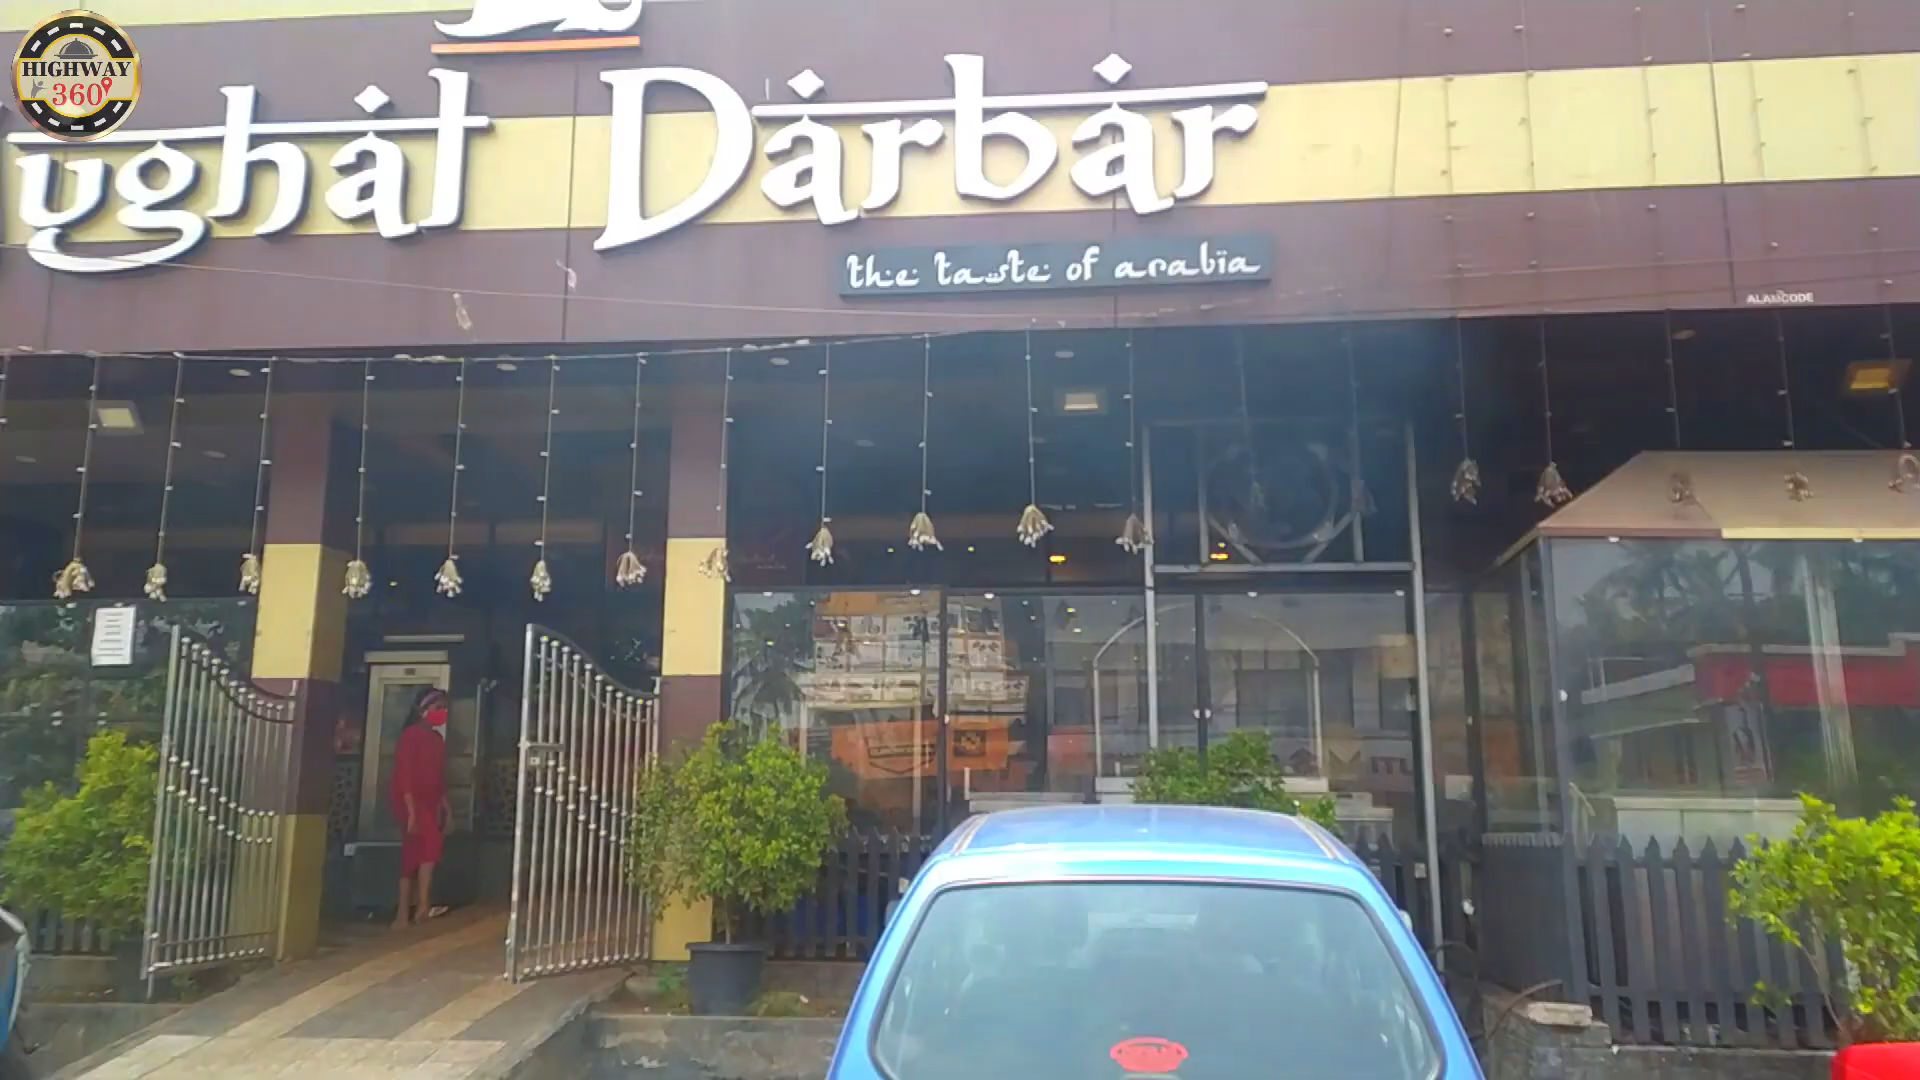 HIGHWAY
360
ughal Darbar
the taste of arabia
ALAMCODE